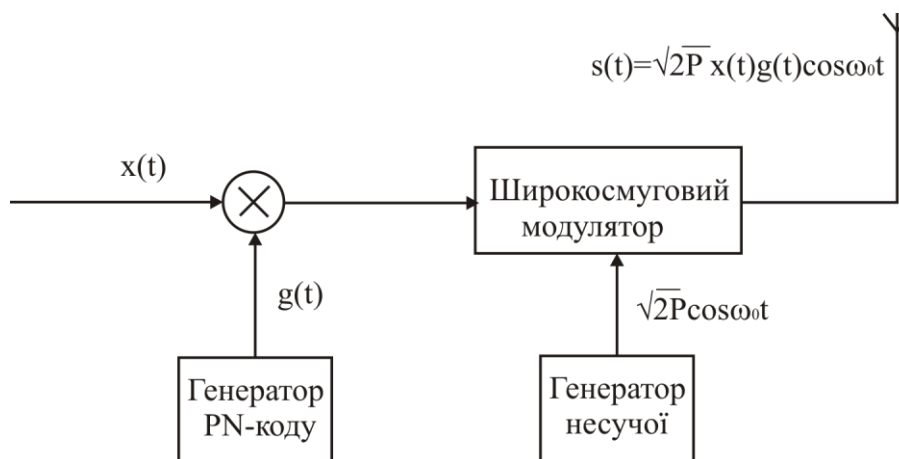 s(t)=√2P x(t)g(t)cosω₀t
x(t)
Широкосмуговий
модулятор
g(t)
√2Pcosω₀t
Генератор
PN-коду
Генератор
несучої